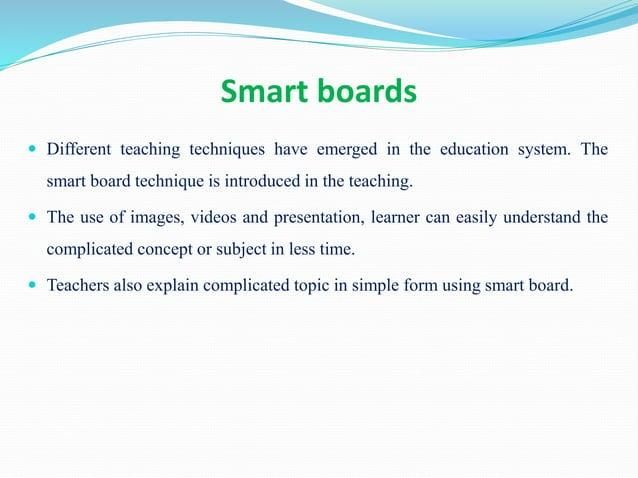 Smart boards
Different teaching techniques have emerged in the education system. The
smart board technique is introduced in the teaching.
The use of images, videos and presentation, learner can easily understand the
complicated concept or subject in less time.
Teachers also explain complicated topic in simple form using smart board.